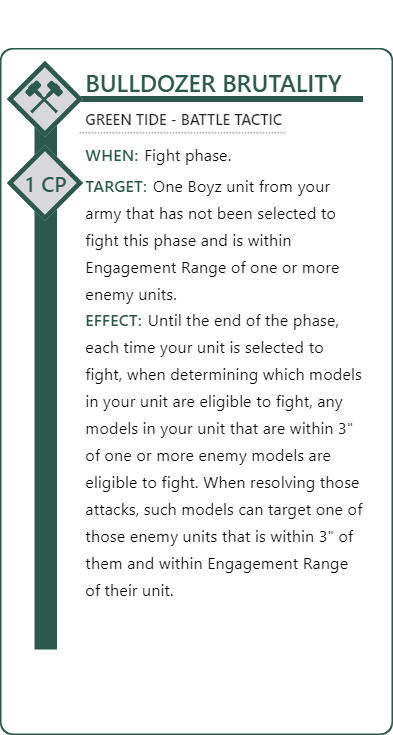 BULLDOZER BRUTALITY
GREEN TIDE - BATTLE TACTIC
WHEN: Fight phase.
1 CP
TARGET: One Boyz unit from your
army that has not been selected to
fight this phase and is within
Engagement Range of one or more
enemy units.
EFFECT: Until the end of the phase,
each time your unit is selected to
fight, when determining which models
in your unit are eligible to fight, any
models in your unit that are within 3"
of one or more enemy models are
eligible to fight. When resolving those
attacks, such models can target one of
those enemy units that is within 3" of
them and within Engagement Range
of their unit.